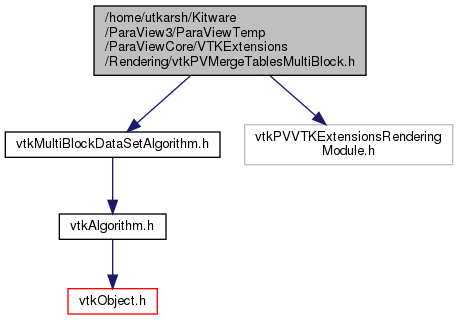 /home/utkarsh/Kitware
/ParaView3/ParaViewTemp
/ParaViewCore/VTKExtensions
/Rendering/vtkPVMergeTablesMultiBlock.h
vtkMultiBlockDataSetAlgorithm.h
vtkPVVTKExtensionsRendering
Module.h
vtkAlgorithm.h
vtkObject.h